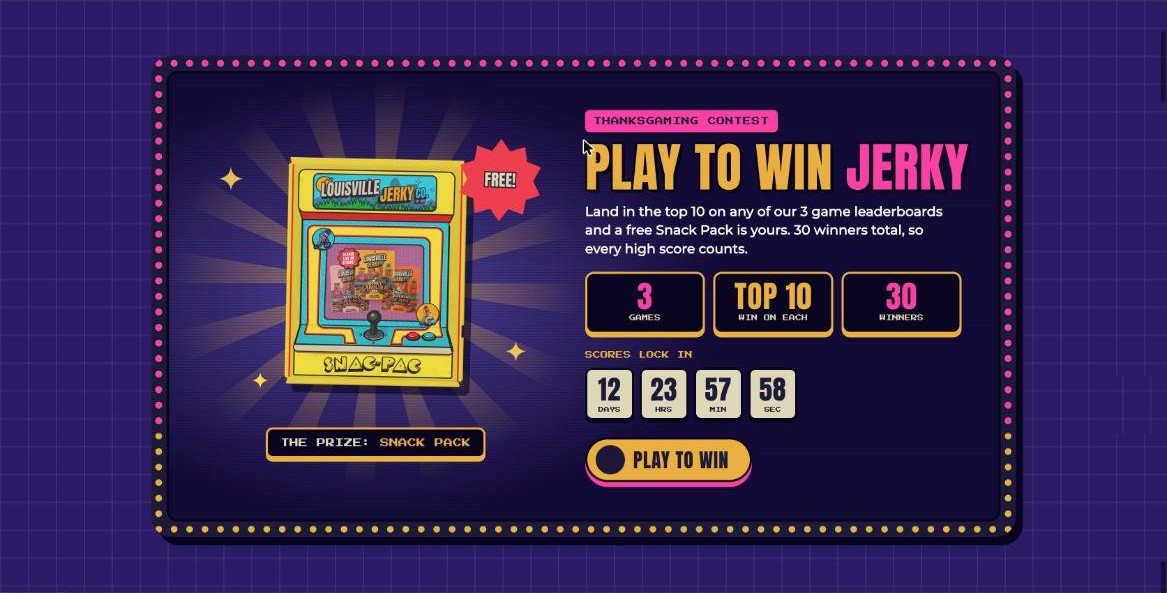 THANKSGAMING CONTEST
PLAY TO WIN JERKY
Land in the top 10 on any of our 3 game leaderboards
and a free Snack Pack is yours. 30 winners total, so
every high score counts.
3
GAMES
TOP 10
WIN ON EACH
30
WINNERS
SCORES LOCK IN
12
DAYS
23
HRS
57
MIN
58
SEC
PLAY TO WIN
FREE!
LOUISVILLE
JERKY CO.
SNAC-PAC
THE PRIZE: SNACK PACK